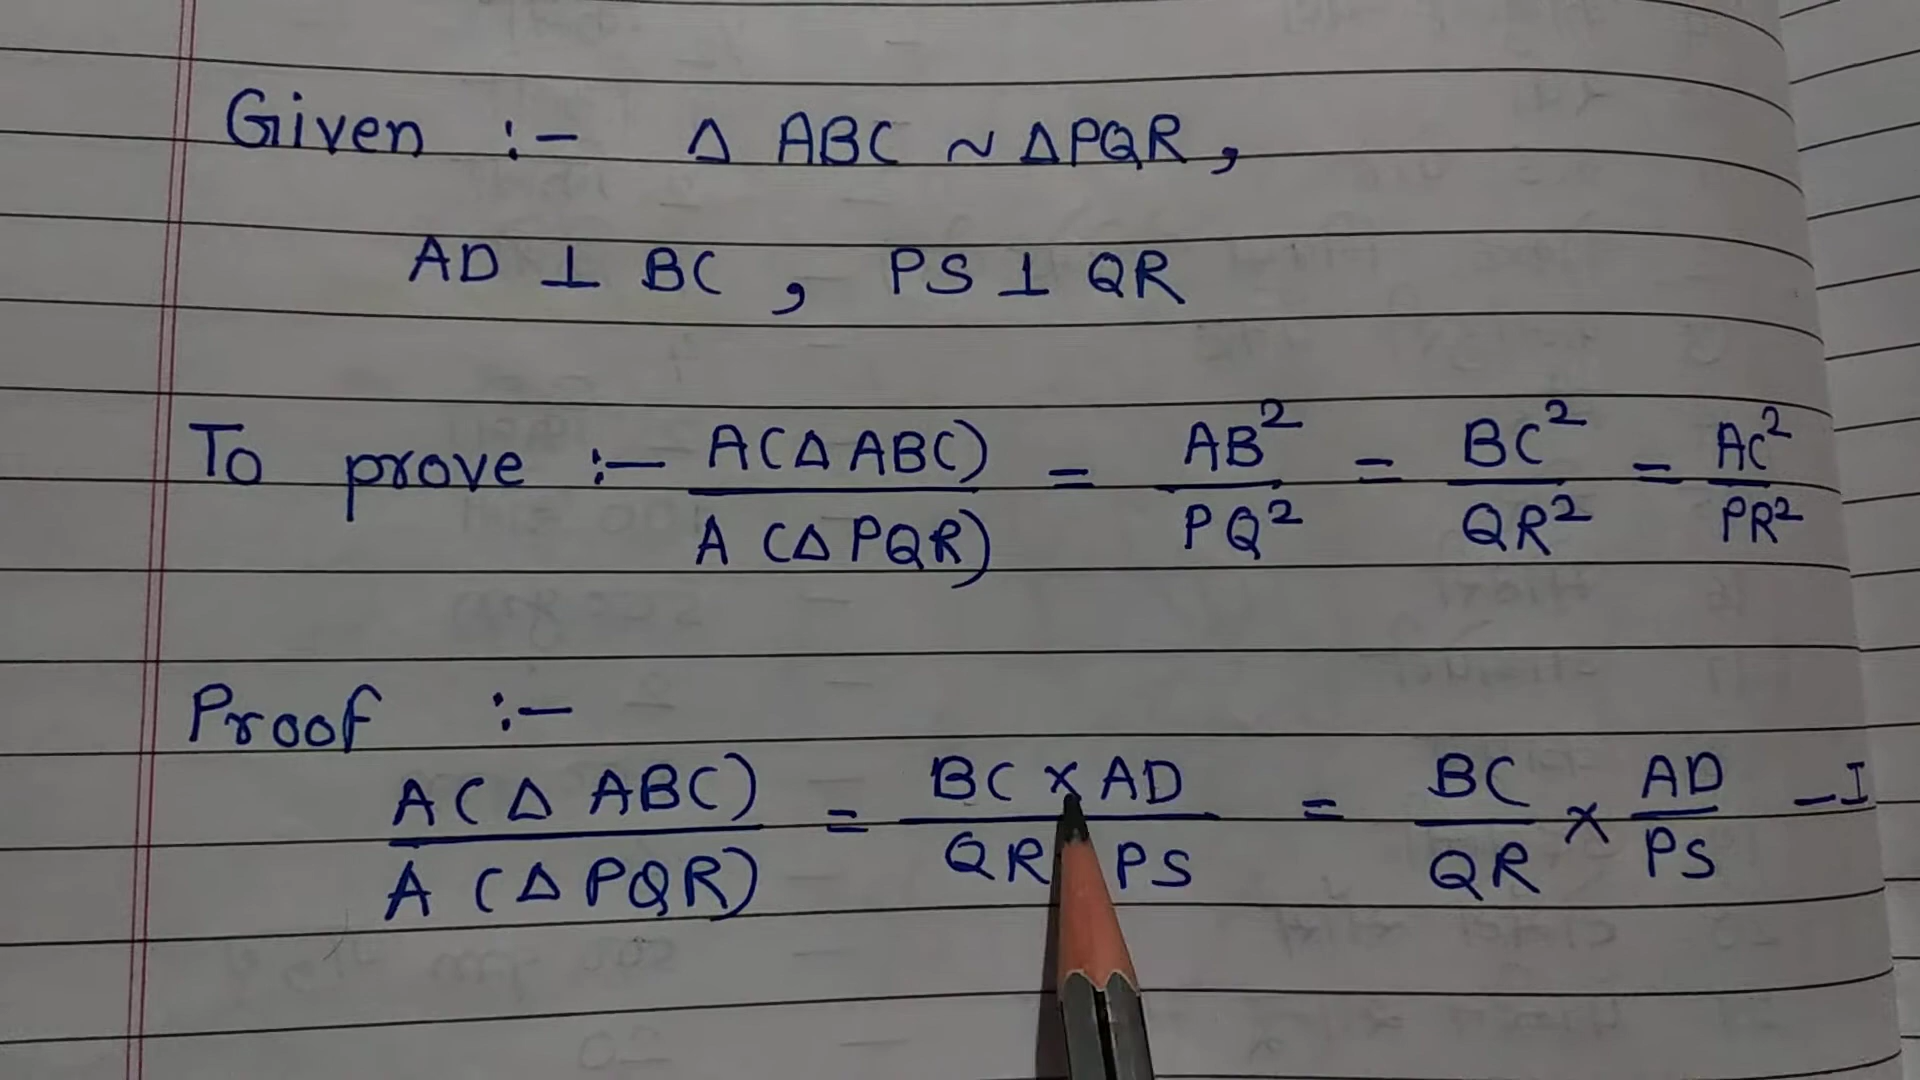 Given :- Δ ABC ~ ΔPQR,
AD ⊥ BC, PS ⊥ QR
To prove :- A(Δ ABC) / A(Δ PQR) = AB² / PQ² = BC² / QR² = AC² / PR²
Proof :-
A(Δ ABC) / A(Δ PQR) = BC × AD / QR PS = BC / QR × AD / PS - I